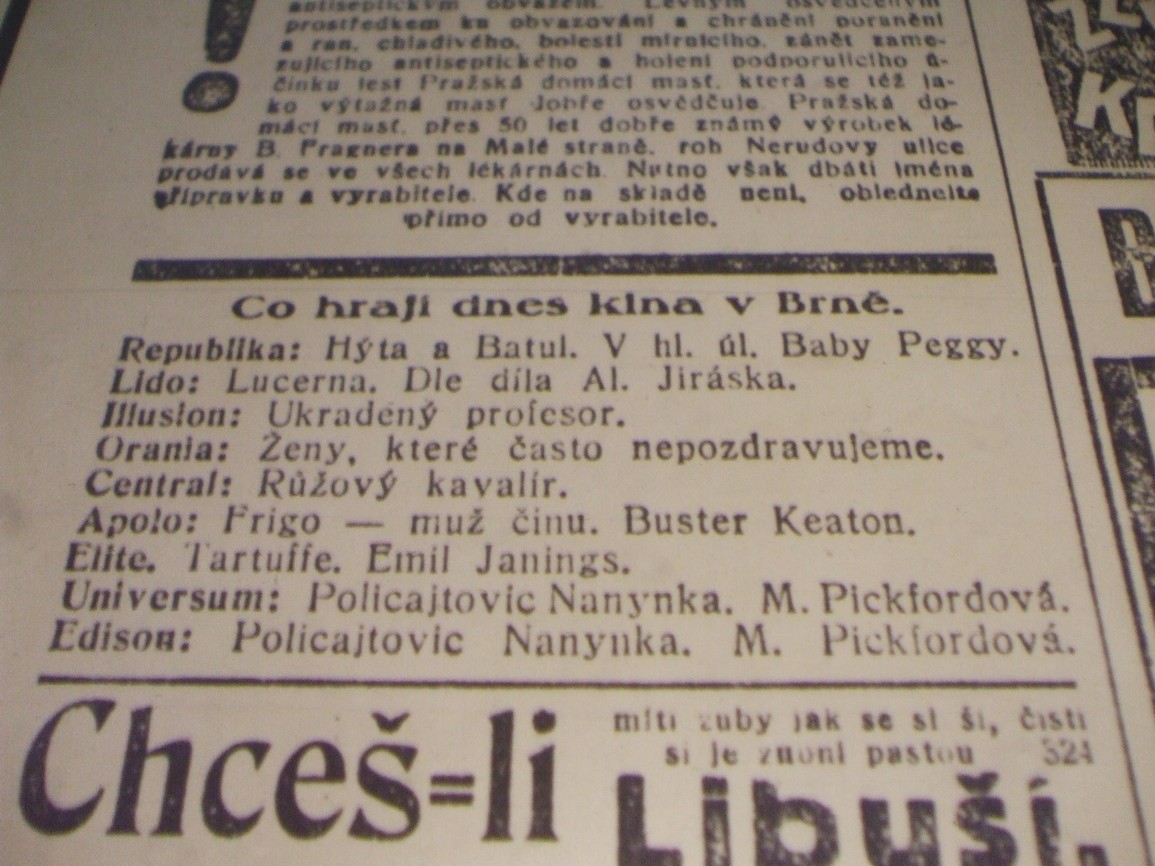 antiseptickým obvazem. Levným osvědčeným
prostředkem ku obvazování a chránění poranění
a ran, chladivého, bolesti mírnícího, zánět zame-
zujícího antiseptického a hojení podporujícího ú-
činku jest Pražská domácí mast, která se též ja-
ko výtažná mast dobře osvědčuje. Pražská do-
mácí mast, přes 50 let dobře známý výrobek lé-
kárny B. Fragnera na Malé straně, roh Nerudovy ulice
prodává se ve všech lékárnách. Nutno však dbáti jména
přípravku a vyrabitele. Kde na skladě není, objednejte
přímo od vyrabitele.
Co hrají dnes kina v Brně.
Republika: Hýta a Batul. V hl. úl. Baby Peggy.
Lido: Lucerna. Dle díla Al. Jiráska.
Illusion: Ukradený profesor.
Orania: Ženy, které často nepozdravujeme.
Central: Růžový kavalír.
Apolo: Frigo — muž činu. Buster Keaton.
Elite. Tartuffe. Emil Janings.
Universum: Policajtovic Nanynka. M. Pickfordová.
Edison: Policajtovic Nanynka. M. Pickfordová.
Chceš=li
míti zuby jak se sluší, čisti
si je zubní pastou 324
Libuší.